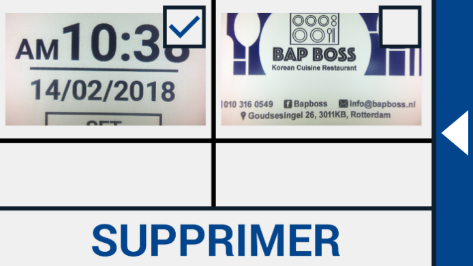 AM10:38
14/02/2018
BAP BOSS
Korean Cuisine Restaurant
010 316 0549 Bapboss info@bapboss.nl
Goudsesingel 26, 3011KB, Rotterdam
SUPPRIMER